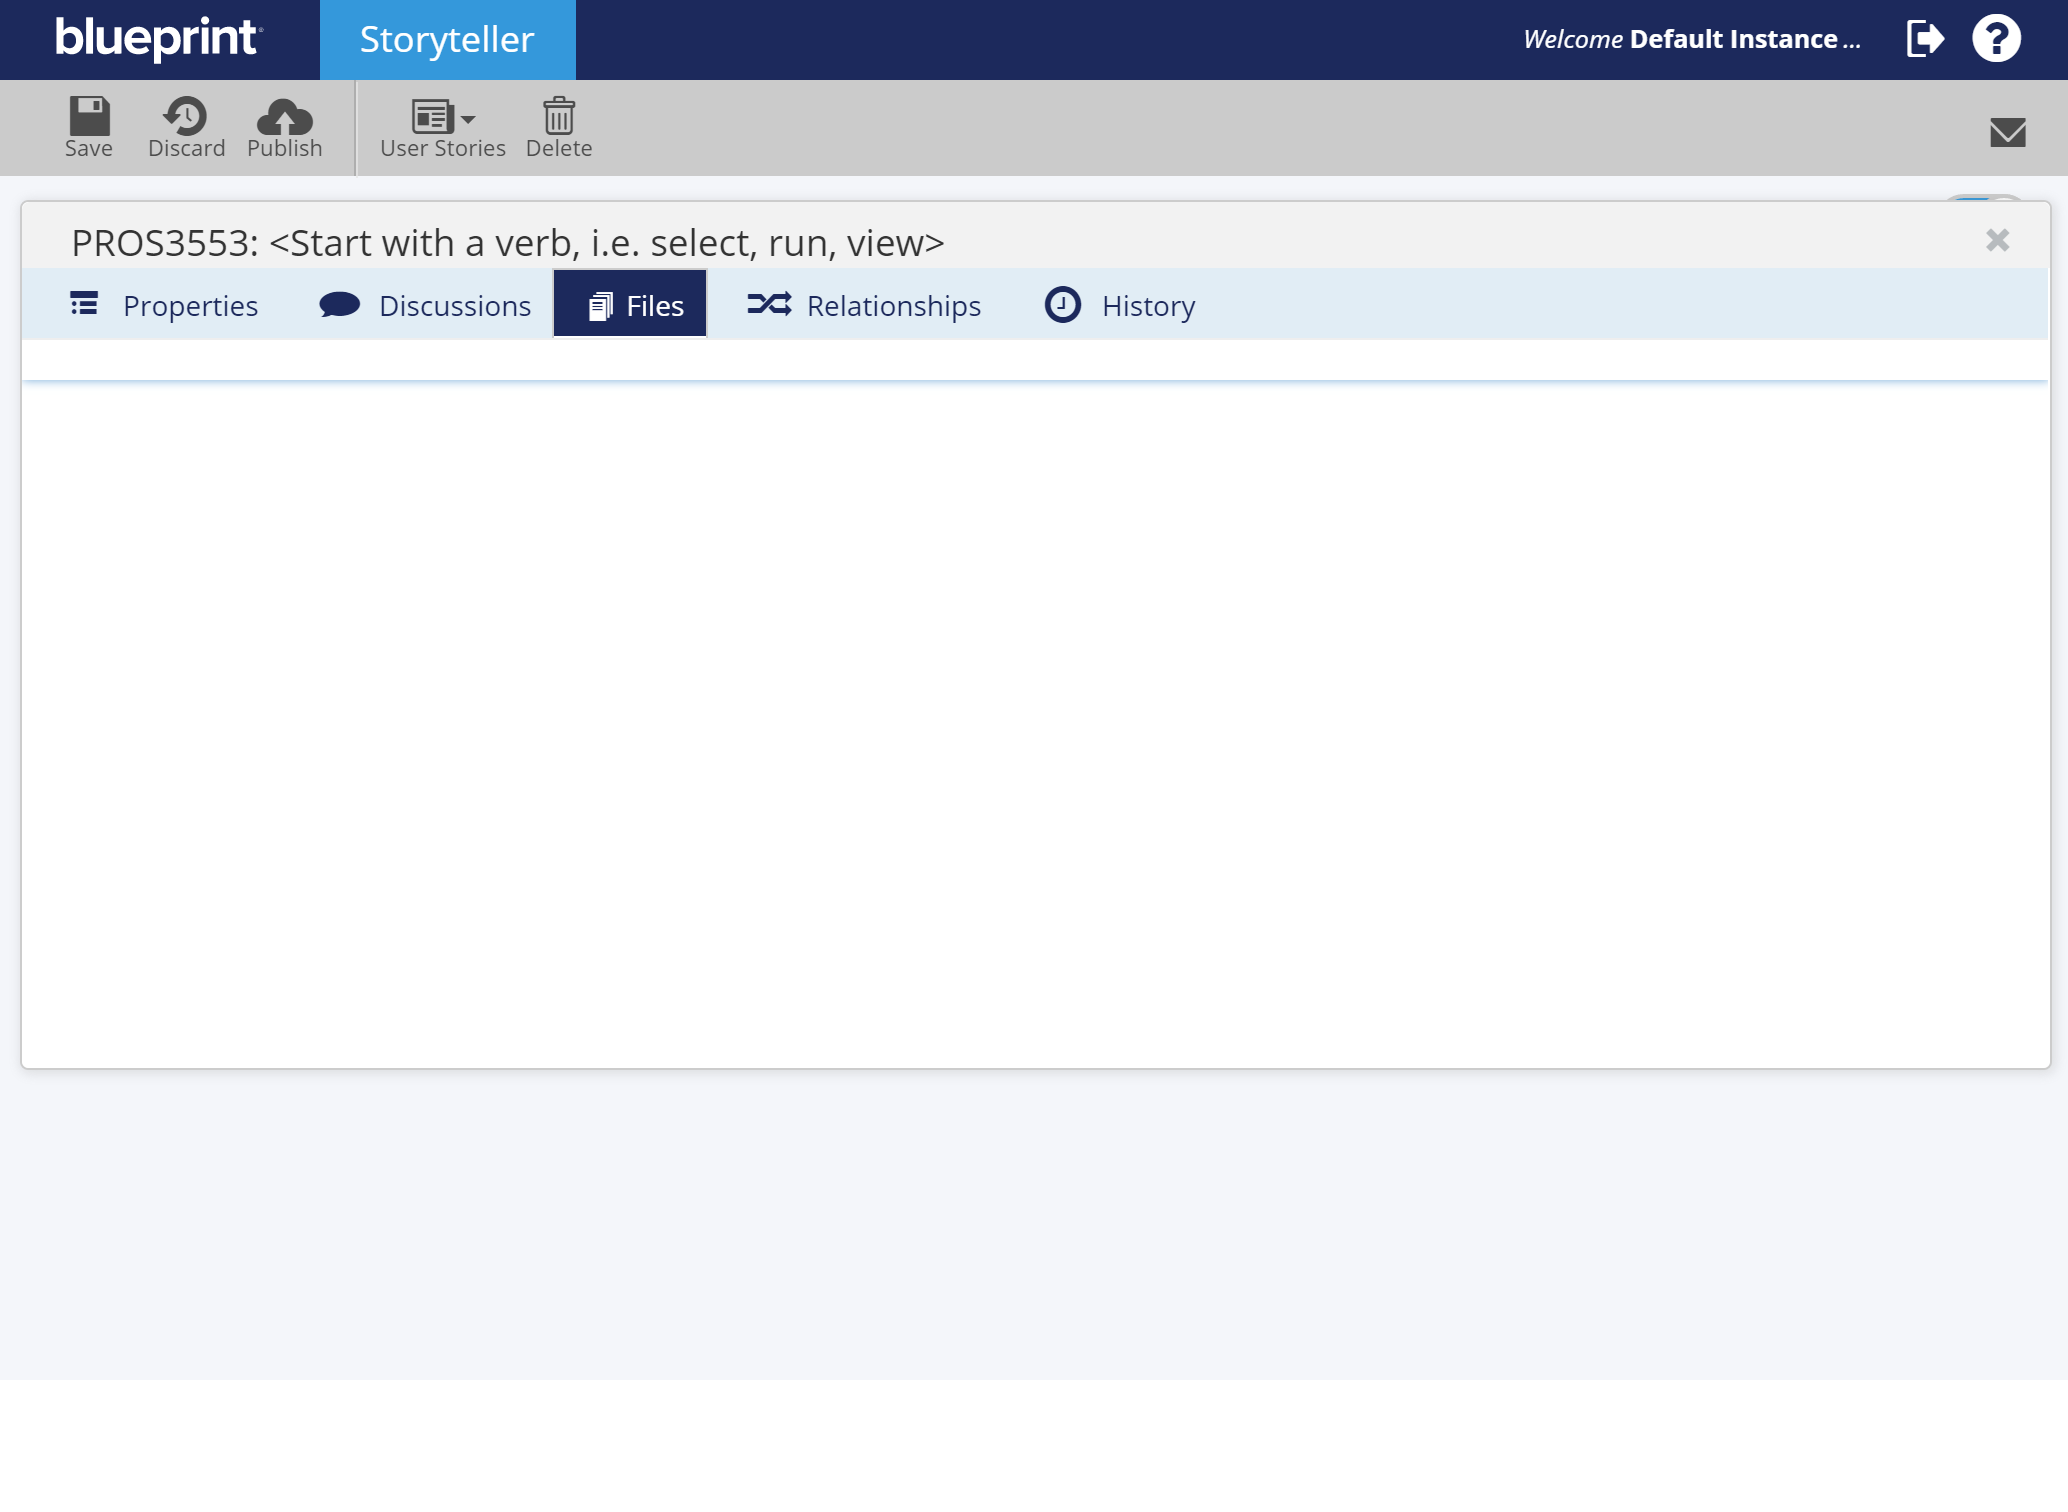 blueprint
Storyteller
Welcome Default Instance ...
Save
Discard
Publish
User Stories
Delete
PROS3553: <Start with a verb, i.e. select, run, view>
Properties
Discussions
Files
Relationships
History